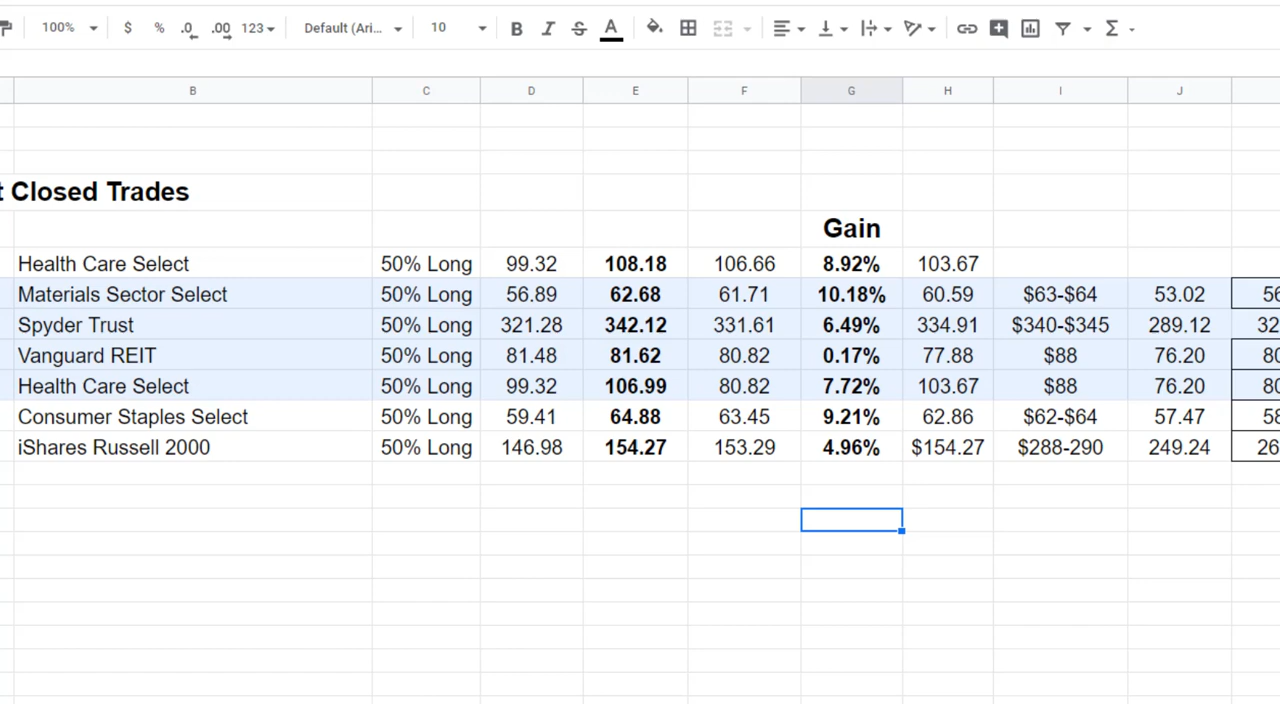 100% $ % .0 .00 123 Default (Ari... 10 B I S A Σ
B C D E F G H I J
t Closed Trades
Gain
Health Care Select 50% Long 99.32 108.18 106.66 8.92% 103.67
Materials Sector Select 50% Long 56.89 62.68 61.71 10.18% 60.59 $63-$64 53.02 56
Spyder Trust 50% Long 321.28 342.12 331.61 6.49% 334.91 $340-$345 289.12 32
Vanguard REIT 50% Long 81.48 81.62 80.82 0.17% 77.88 $88 76.20 80
Health Care Select 50% Long 99.32 106.99 80.82 7.72% 103.67 $88 76.20 80
Consumer Staples Select 50% Long 59.41 64.88 63.45 9.21% 62.86 $62-$64 57.47 58
iShares Russell 2000 50% Long 146.98 154.27 153.29 4.96% $154.27 $288-290 249.24 26